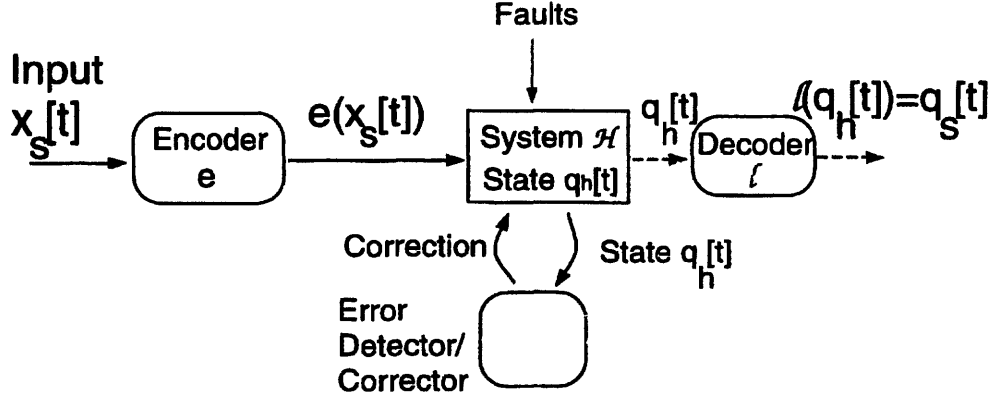 Faults
Input
x_s[t]
Encoder
e
e(x_s[t])
System ℋ
State q_h[t]
q_h[t]
Decoder
ℓ
ℓ(q_h[t])=q_s[t]
Correction
State q_h[t]
Error
Detector/
Corrector